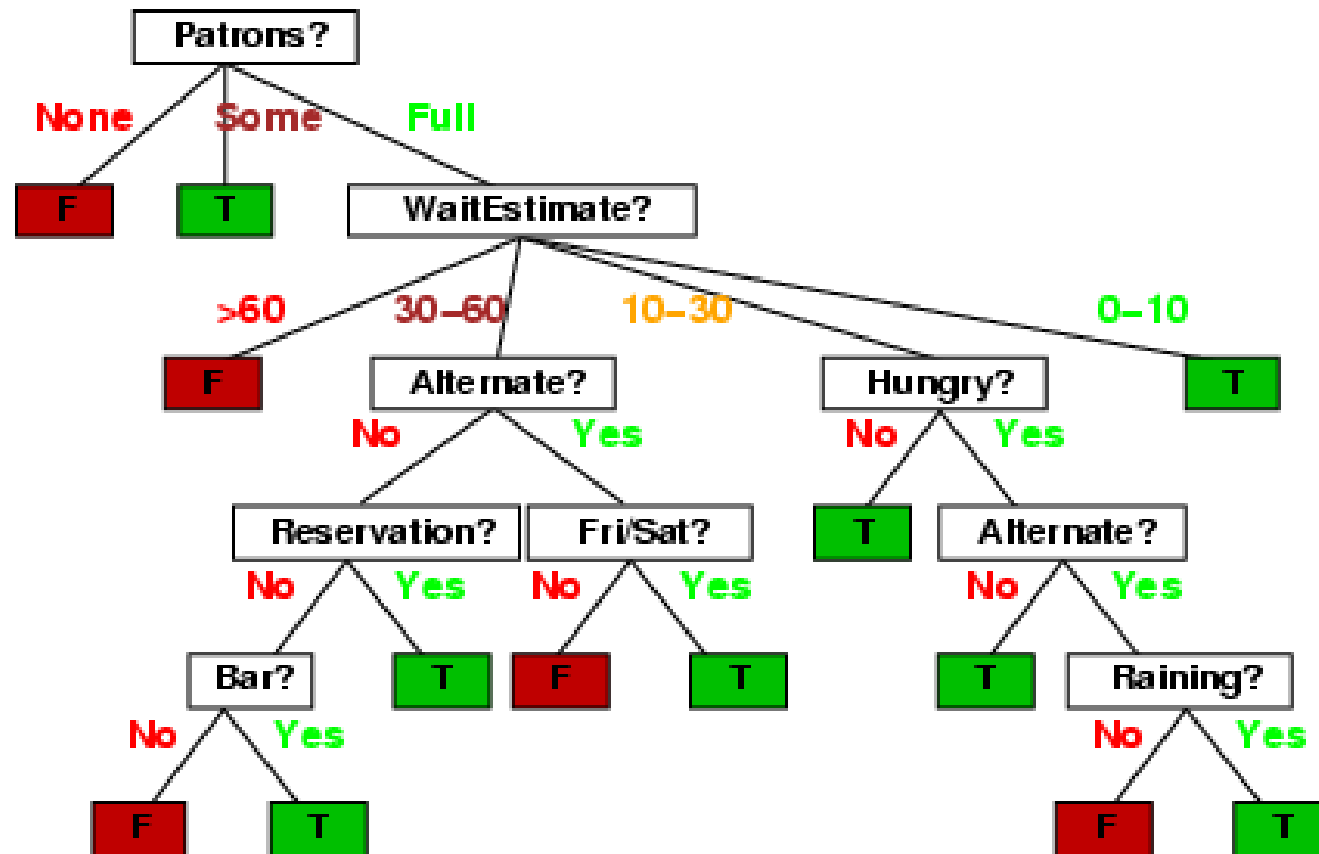 Patrons?
None Some Full
F T WaitEstimate?
>60 30–60 10–30 0–10
F Alternate? Hungry? T
No Yes No Yes
Reservation? Fri/Sat? T Alternate?
No Yes No Yes No Yes
Bar? T F T T Raining?
No Yes No Yes
F T F T